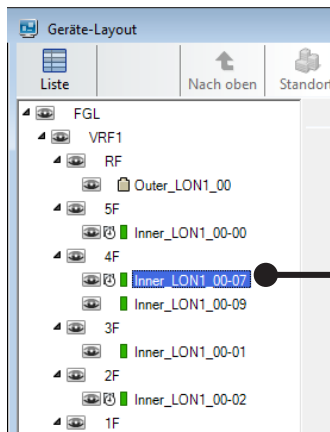 Geräte-Layout
Liste
Nach oben
Standort
FGL
VRF1
RF
Outer_LON1_00
5F
Inner_LON1_00-00
4F
Inner_LON1_00-07
Inner_LON1_00-09
3F
Inner_LON1_00-01
2F
Inner_LON1_00-02
1F